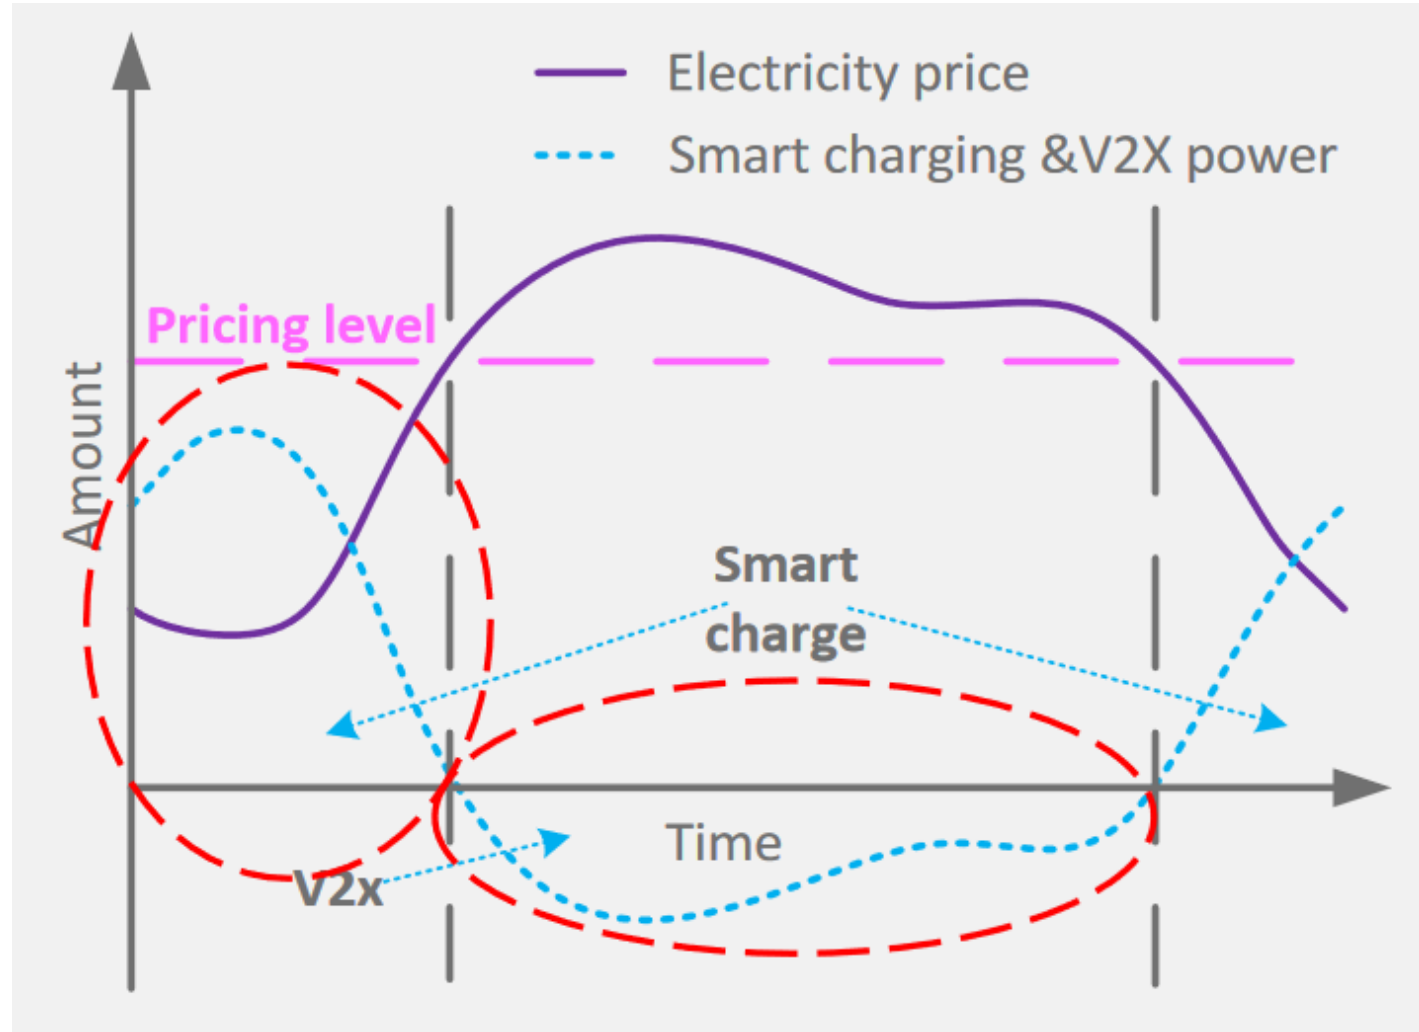 Electricity price
Smart charging &V2X power
Pricing level
Amount
Smart
charge
Time
V2x